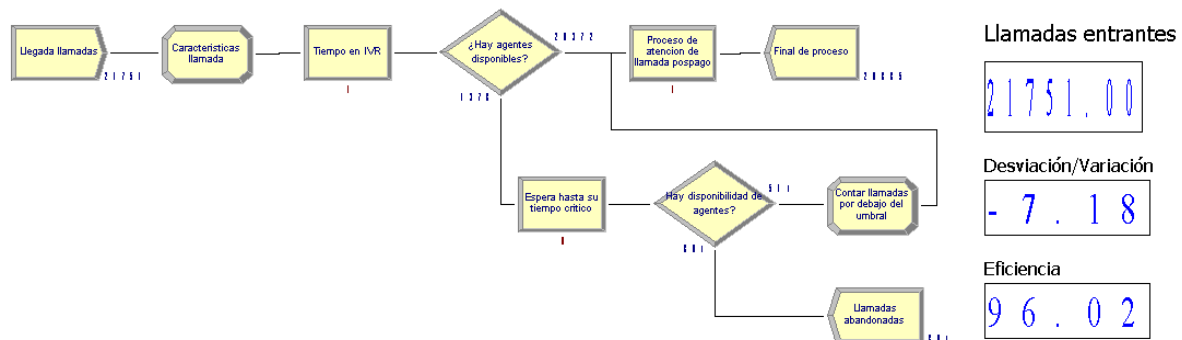 Llegada llamadas
21751
Caracteristicas
llamada
Tiempo en IVR
¿Hay agentes
disponibles?
20372
Proceso de
atencion de
llamada pospago
Final de proceso
Espera hasta su
tiempo critico
Hay disponibilidad de
agentes?
511
Contar llamadas
por debajo del
umbral
Llamadas
abandonadas
Llamadas entrantes
21751.00
Desviación/Variación
-7.18
Eficiencia
96.02